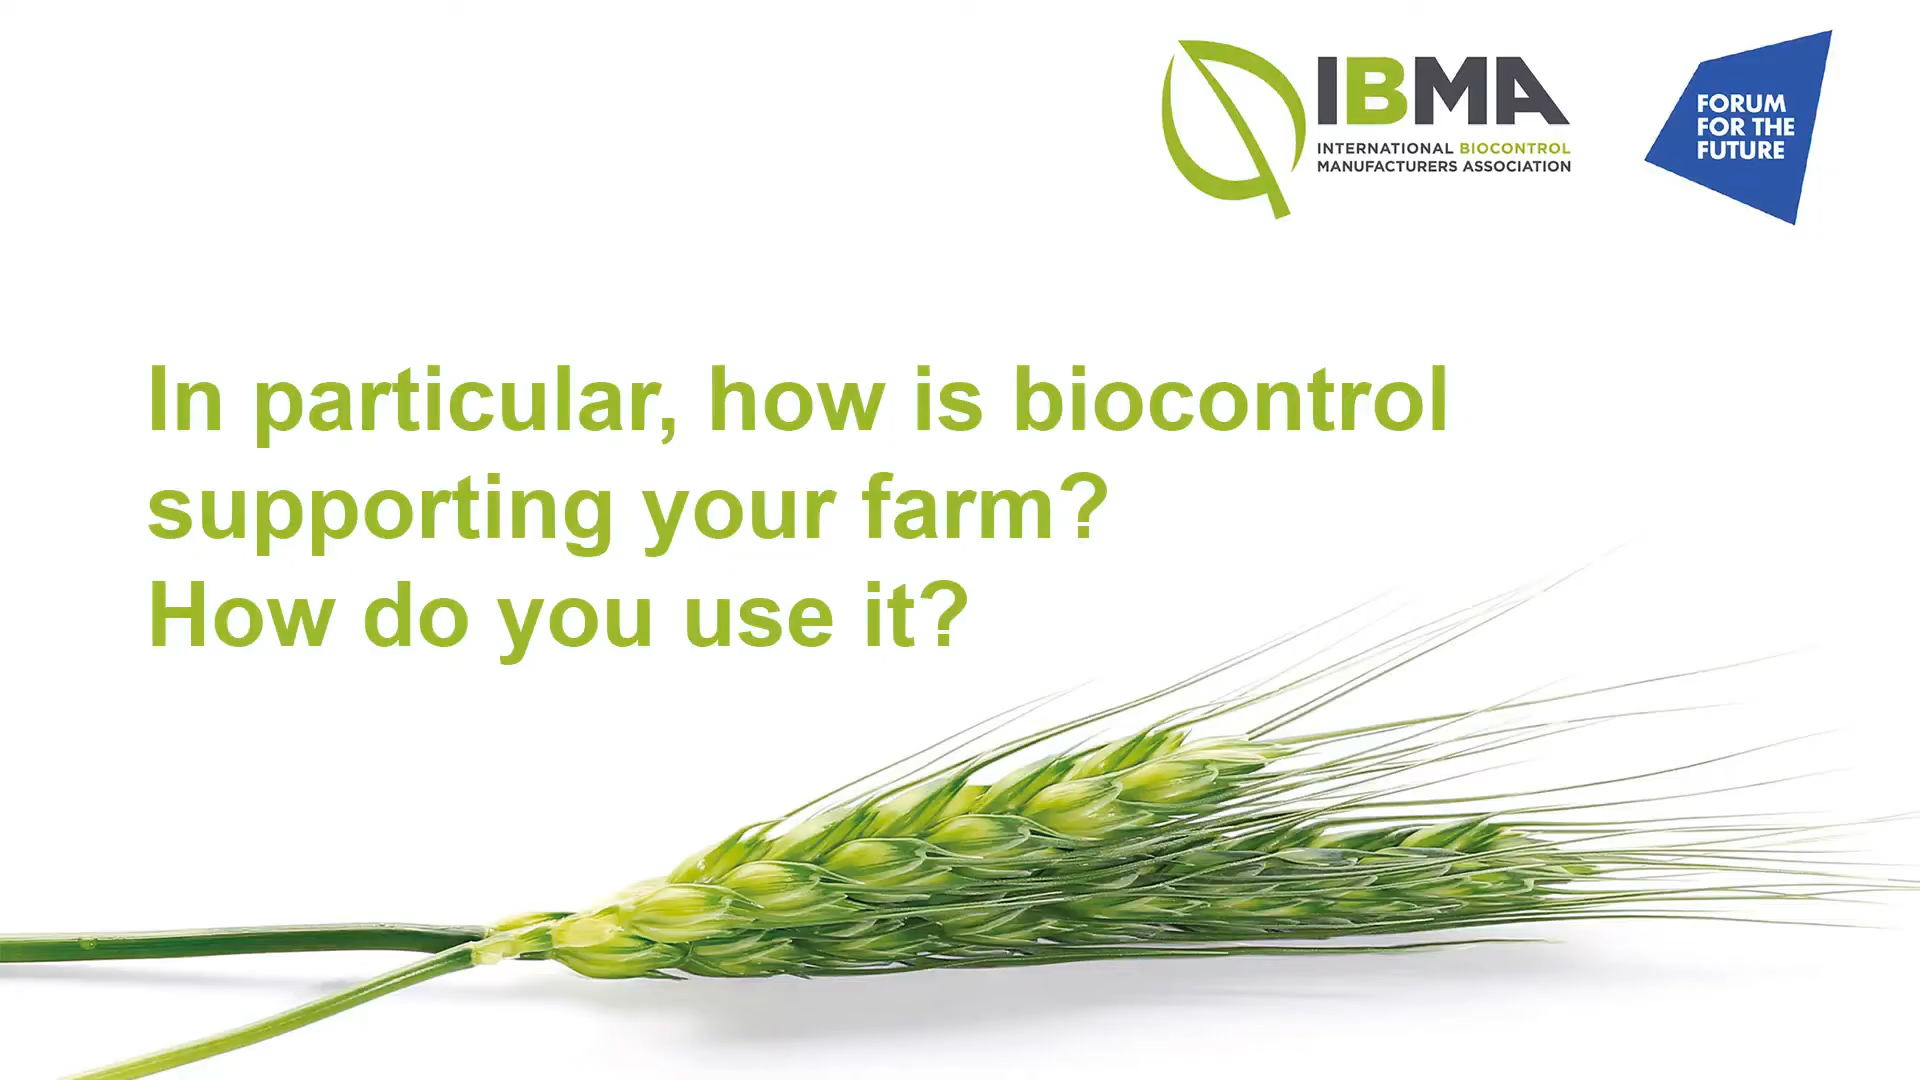 IBMA
INTERNATIONAL BIOCONTROL
MANUFACTURERS ASSOCIATION
FORUM
FOR THE
FUTURE
In particular, how is biocontrol
supporting your farm?
How do you use it?